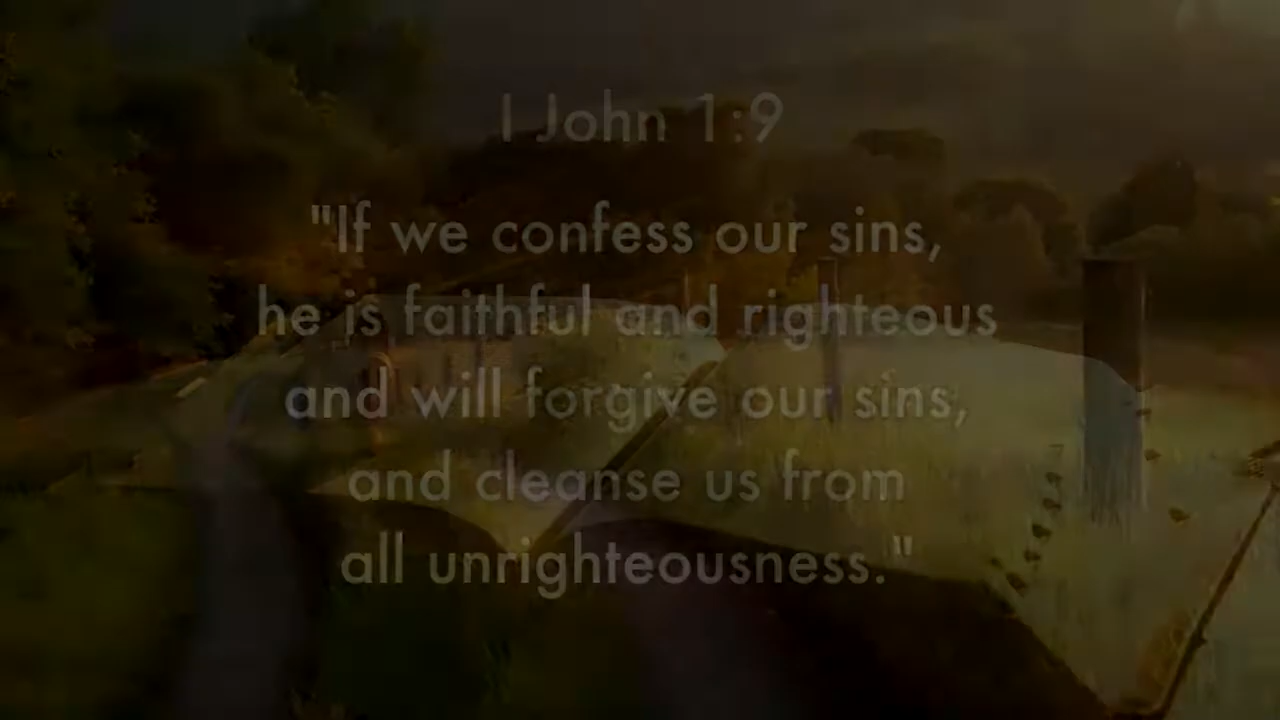 I John 1:9
"If we confess our sins,
he is faithful and righteous
and will forgive our sins,
and cleanse us from
all unrighteousness."